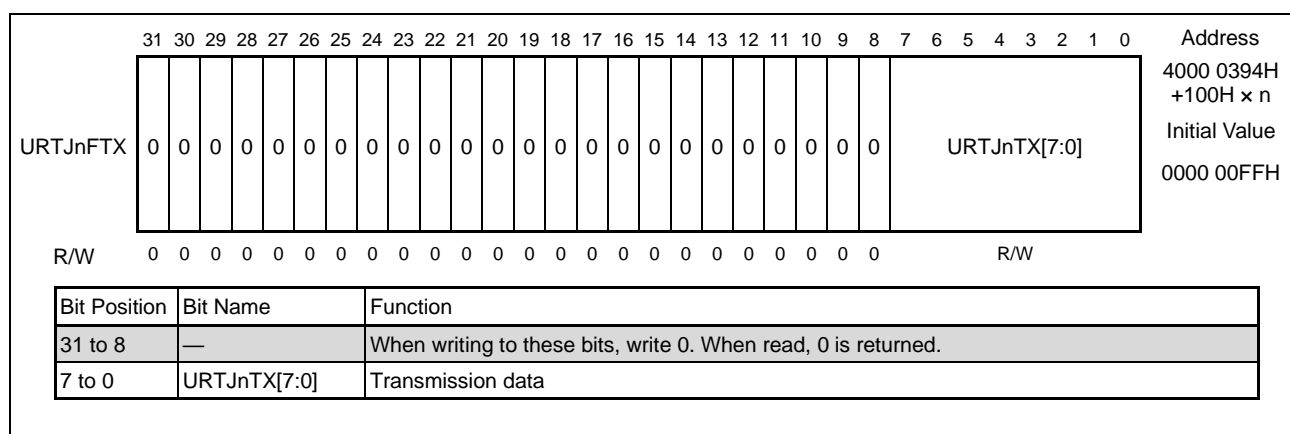 31 30 29 28 27 26 25 24 23 22 21 20 19 18 17 16 15 14 13 12 11 10 9 8 7 6 5 4 3 2 1 0 Address
4000 0394H
+100H × n
URTJnFTX 0 0 0 0 0 0 0 0 0 0 0 0 0 0 0 0 0 0 0 0 0 0 0 0 URTJnTX[7:0] Initial Value
0000 00FFH
R/W 0 0 0 0 0 0 0 0 0 0 0 0 0 0 0 0 0 0 0 0 0 0 0 0 R/W
Bit Position Bit Name Function
31 to 8 — When writing to these bits, write 0. When read, 0 is returned.
7 to 0 URTJnTX[7:0] Transmission data